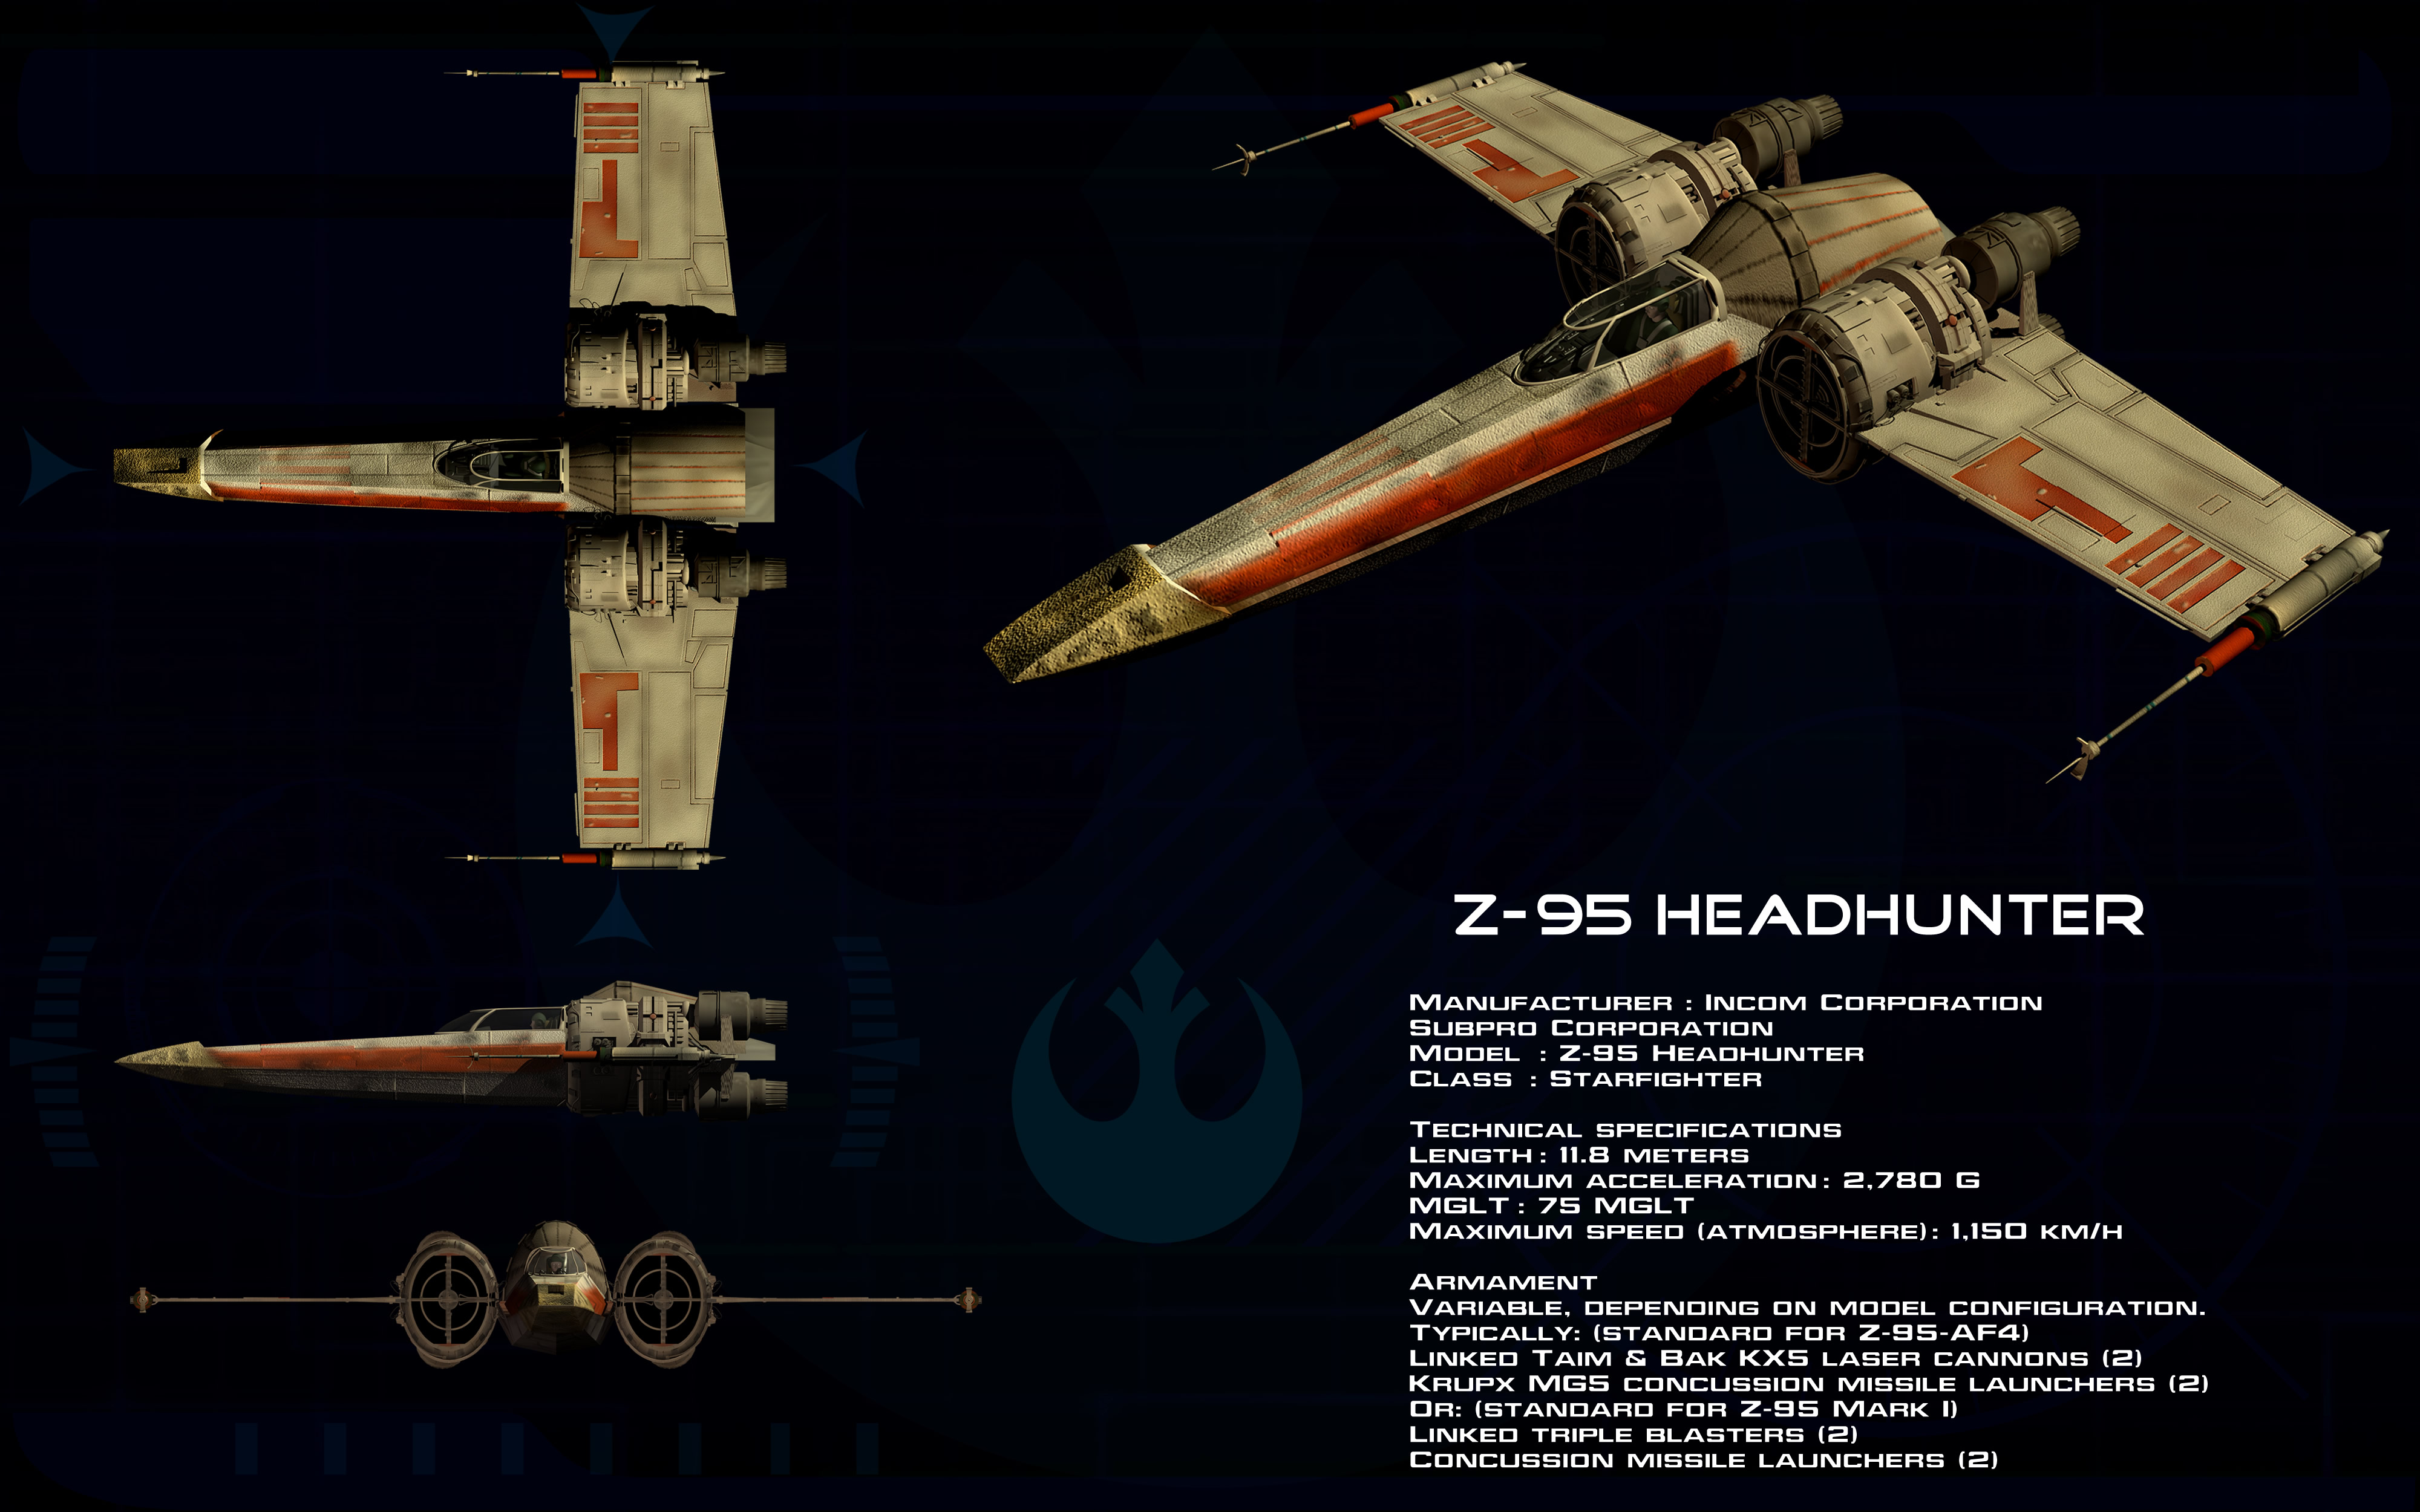 Z-95 HEADHUNTER
MANUFACTURER : INCOM CORPORATION
SUBPRO CORPORATION
MODEL : Z-95 HEADHUNTER
CLASS : STARFIGHTER
TECHNICAL SPECIFICATIONS
LENGTH : 11.8 METERS
MAXIMUM ACCELERATION : 2,780 G
MGLT : 75 MGLT
MAXIMUM SPEED (ATMOSPHERE) : 1,150 KM/H
ARMAMENT
VARIABLE, DEPENDING ON MODEL CONFIGURATION.
TYPICALLY: (STANDARD FOR Z-95-AF4)
LINKED TAIM & BAK KX5 LASER CANNONS (2)
KRUPX MG5 CONCUSSION MISSILE LAUNCHERS (2)
OR: (STANDARD FOR Z-95 MARK I)
LINKED TRIPLE BLASTERS (2)
CONCUSSION MISSILE LAUNCHERS (2)